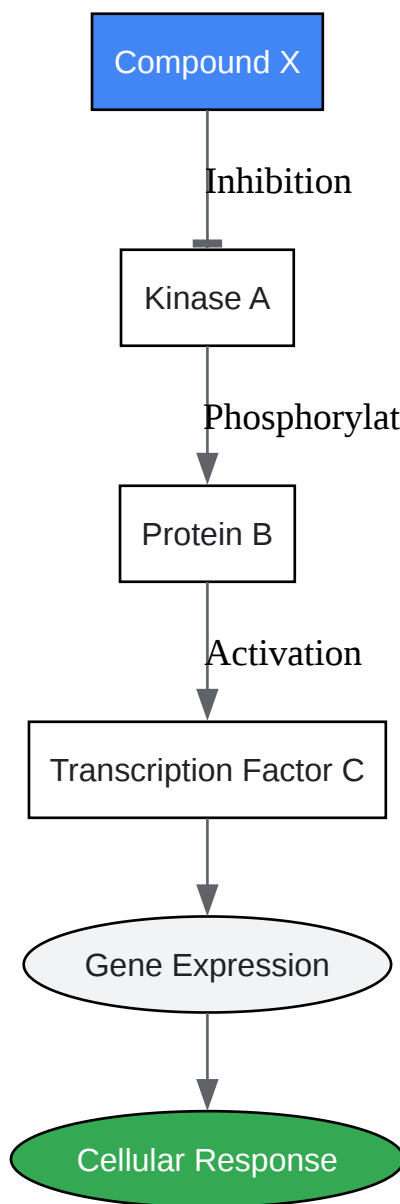 Compound X
Inhibition
Kinase A
Phosphorylat
Protein B
Activation
Transcription Factor C
Gene Expression
Cellular Response